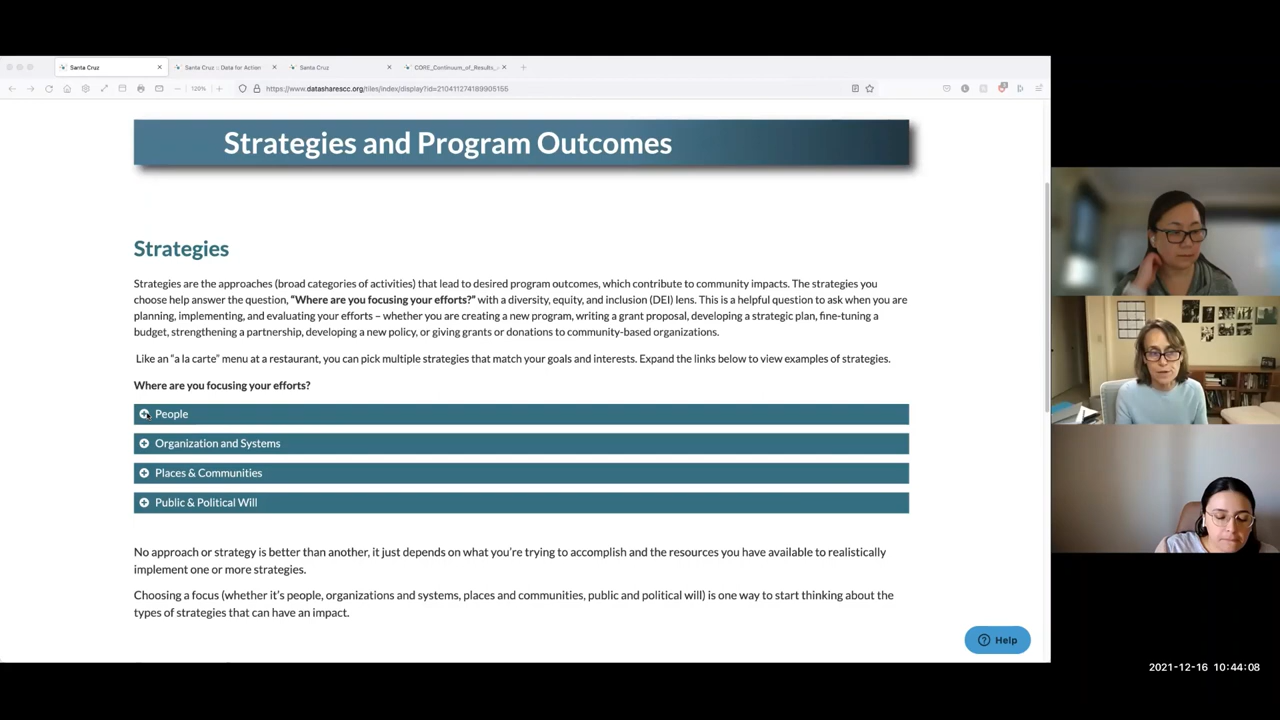 Santa Cruz
Santa Cruz :: Data for Action
Santa Cruz
CORE_Continuum_of_Results_
120%
https://www.datasharescc.org/tiles/index/display?id=210411274189905155
Strategies and Program Outcomes
Strategies
Strategies are the approaches (broad categories of activities) that lead to desired program outcomes, which contribute to community impacts. The strategies you
choose help answer the question, “Where are you focusing your efforts?” with a diversity, equity, and inclusion (DEI) lens. This is a helpful question to ask when you are
planning, implementing, and evaluating your efforts – whether you are creating a new program, writing a grant proposal, developing a strategic plan, fine-tuning a
budget, strengthening a partnership, developing a new policy, or giving grants or donations to community-based organizations.
Like an “a la carte” menu at a restaurant, you can pick multiple strategies that match your goals and interests. Expand the links below to view examples of strategies.
Where are you focusing your efforts?
People
Organization and Systems
Places & Communities
Public & Political Will
No approach or strategy is better than another, it just depends on what you’re trying to accomplish and the resources you have available to realistically
implement one or more strategies.
Choosing a focus (whether it’s people, organizations and systems, places and communities, public and political will) is one way to start thinking about the
types of strategies that can have an impact.
Help
2021-12-16 10:44:08